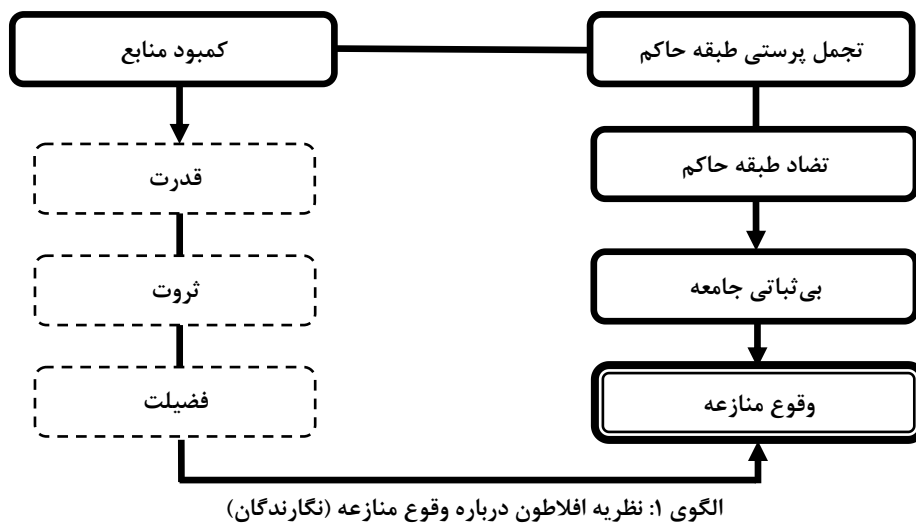 تجمل پرستی طبقه حاکم
کمبود منابع
تضاد طبقه حاکم
قدرت
بی‌ثباتی جامعه
ثروت
وقوع منازعه
فضیلت
الگوی ۱: نظریه افلاطون درباره وقوع منازعه (نگارندگان)